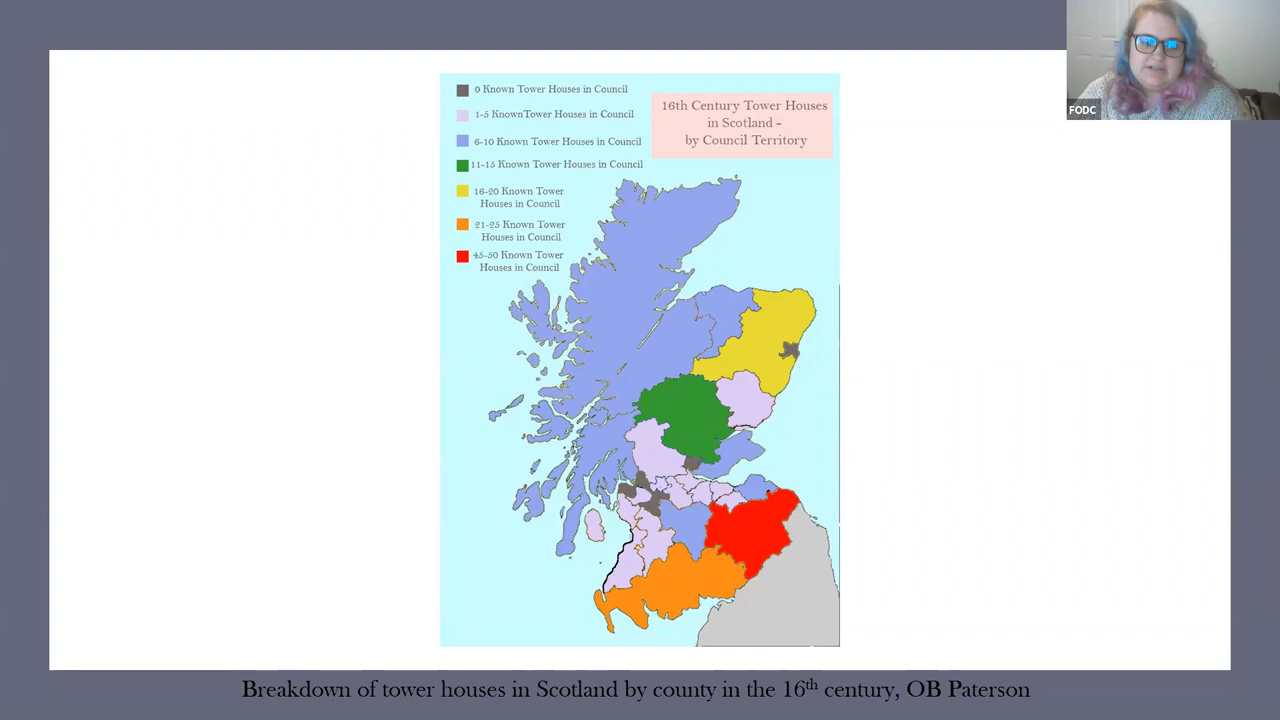 0 Known Tower Houses in Council
1-5 KnownTower Houses in Council
6-10 Known Tower Houses in Council
11-15 Known Tower Houses in Council
16-20 Known Tower
Houses in Council
21-25 Known Tower
Houses in Council
45-50 Known Tower
Houses in Council
16th Century Tower Houses
in Scotland -
by Council Territory
FODC
Breakdown of tower houses in Scotland by county in the 16th century, OB Paterson